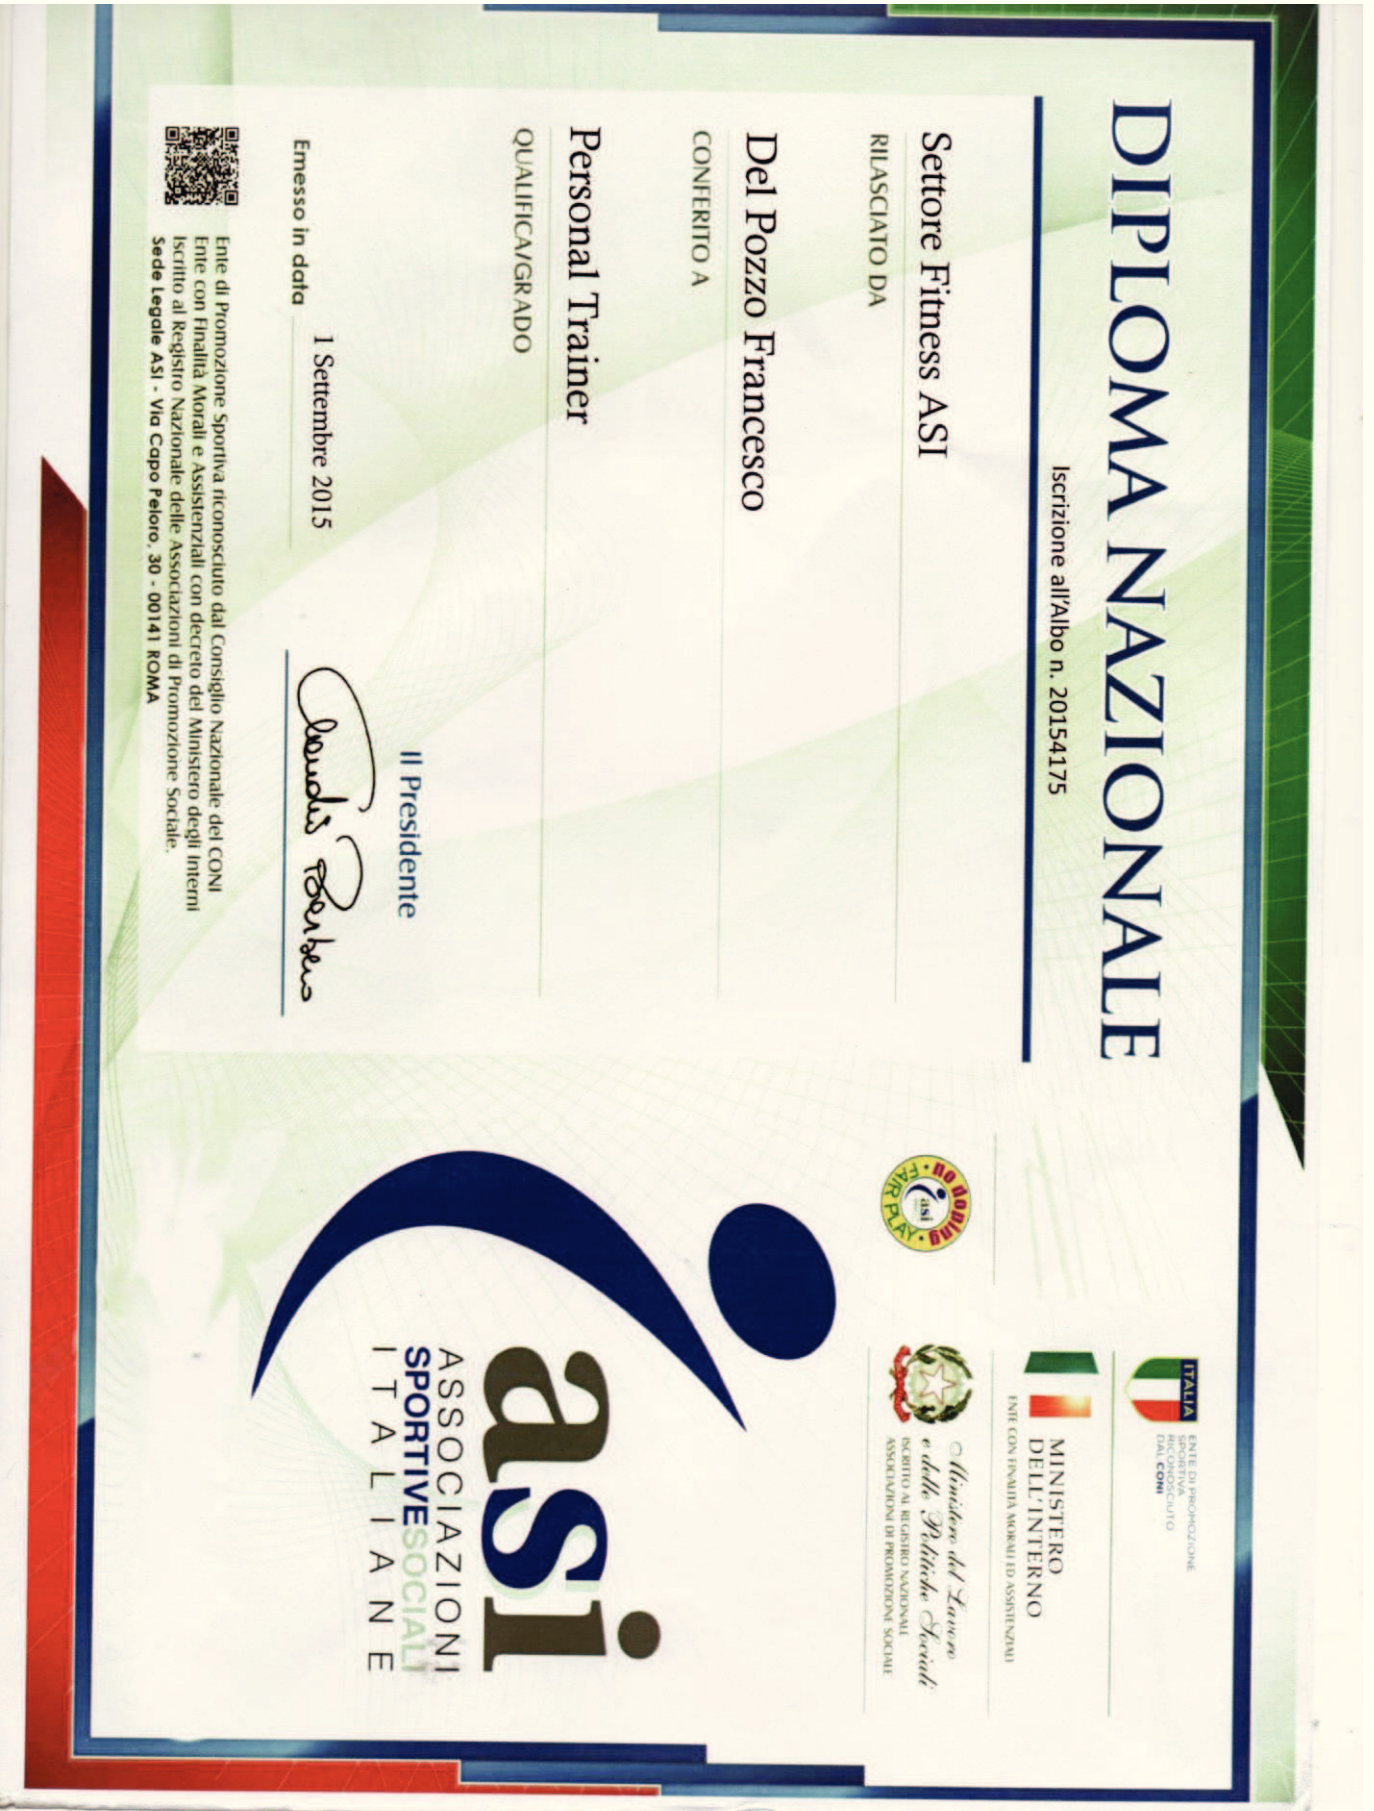 DIPLOMA NAZIONALE
Iscrizione all'Albo n. 20154175
Settore Fitness ASI
RILASCIATO DA
Del Pozzo Francesco
CONFERITO A
Personal Trainer
QUALIFICA/GRADO
Emesso in data
1 Settembre 2015
Il Presidente
Ente di Promozione Sportiva riconosciuto dal Consiglio Nazionale del CONI
Ente con Finalità Morali e Assistenziali con decreto del Ministero degli Interni
Iscritto al Registro Nazionale delle Associazioni di Promozione Sociale.
Sede Legale ASI - Via Capo Peloro, 30 - 00141 ROMA
ITALIA
ENTE DI PROMOZIONE
SPORTIVA
RICONOSCIUTO
DAL CONI
MINISTERO
DELL'INTERNO
ENTE CON FINALITÀ MORALI ED ASSISTENZIALI
no doping
asi
FAIR PLAY
Ministero del Lavoro
e delle Politiche Sociali
ISCRITTO AL REGISTRO NAZIONALE
ASSOCIAZIONI DI PROMOZIONE SOCIALE
asi
ASSOCIAZIONI
SPORTIVESOCIALI
ITALIANE